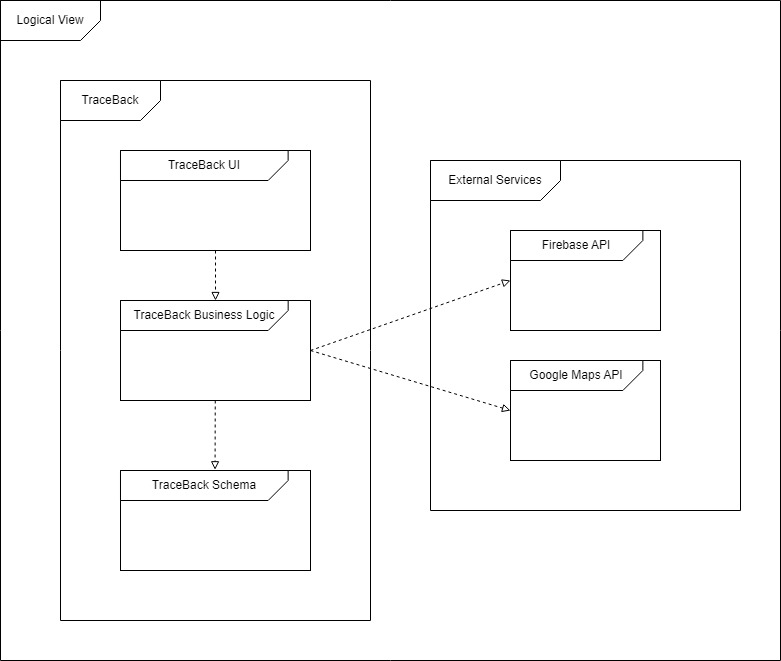 Logical View
TraceBack
TraceBack UI
TraceBack Business Logic
TraceBack Schema
External Services
Firebase API
Google Maps API